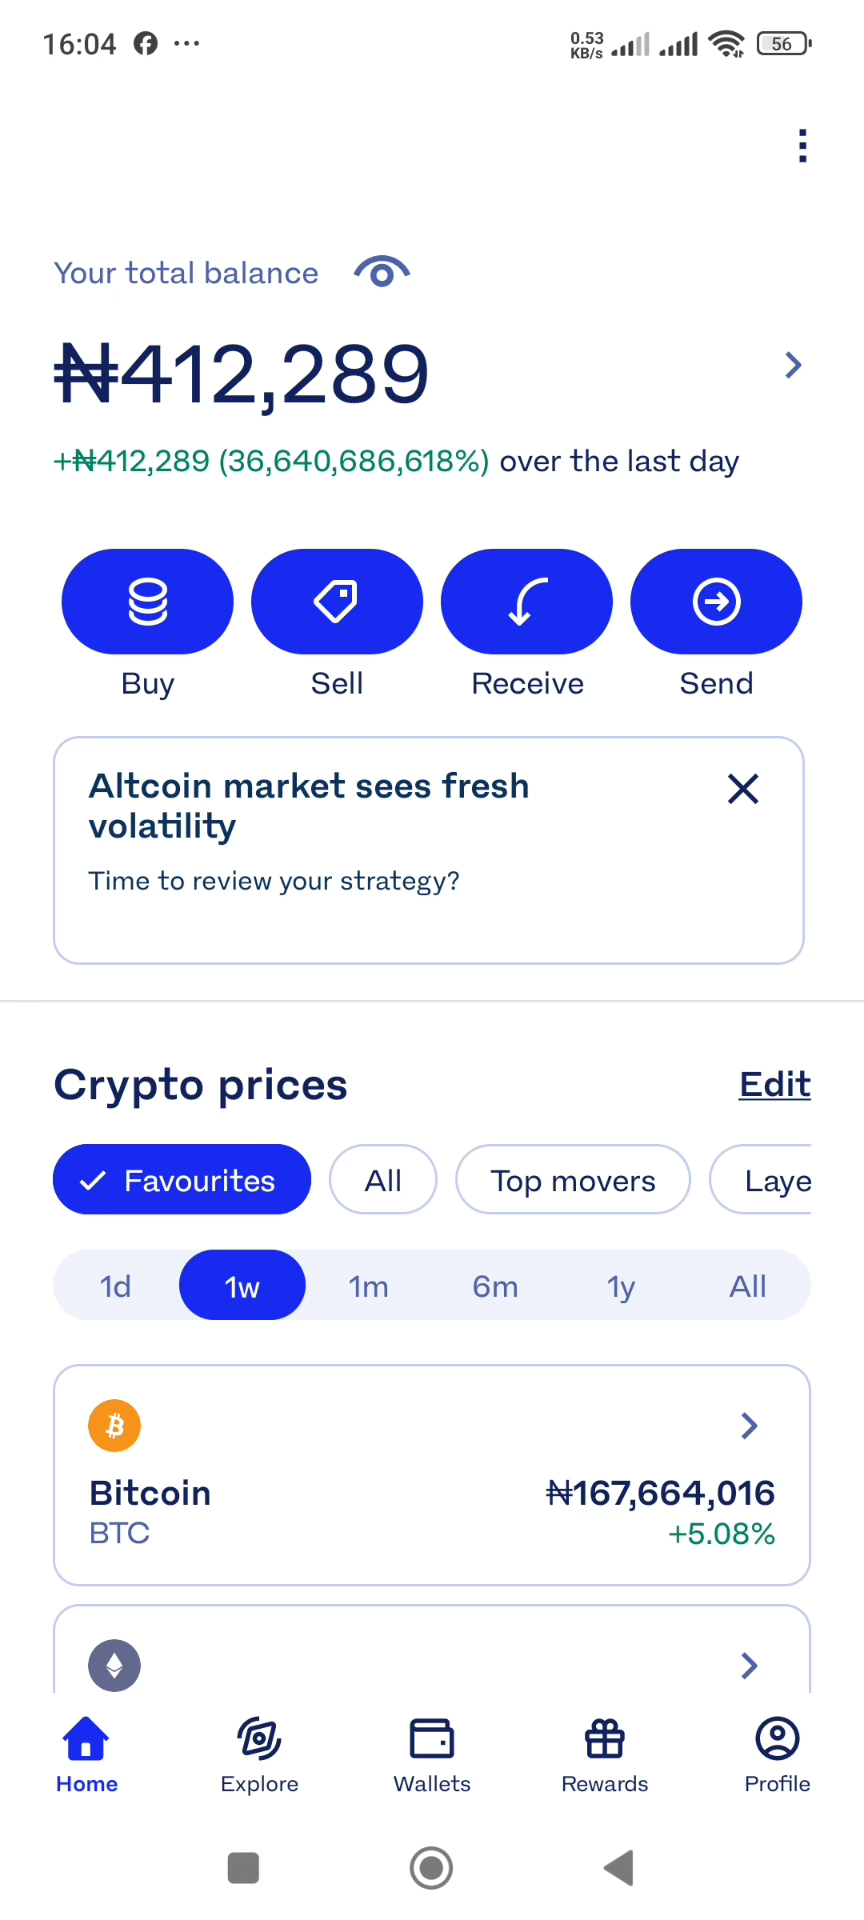 16:04
0.53
KB/s
56
Your total balance
₦412,289
+₦412,289 (36,640,686,618%) over the last day
Buy Sell Receive Send
Altcoin market sees fresh
volatility
Time to review your strategy?
Crypto prices Edit
Favourites All Top movers Laye
1d 1w 1m 6m 1y All
Bitcoin ₦167,664,016
BTC +5.08%
Home Explore Wallets Rewards Profile